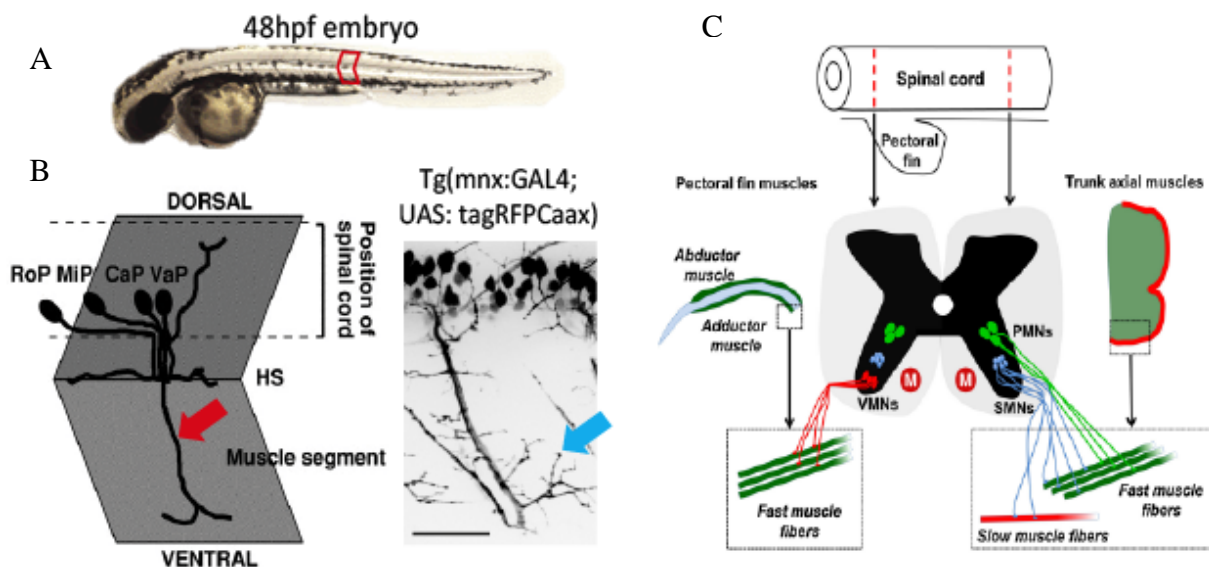 A
48hpf embryo
B
DORSAL
RoP MiP CaP VaP
Position of
spinal cord
HS
Muscle segment
VENTRAL
Tg(mnx:GAL4;
UAS: tagRFPCaax)
C
Spinal cord
Pectoral
fin
Pectoral fin muscles
Trunk axial muscles
Abductor
muscle
Adductor
muscle
PMNs
M
M
VMNs
SMNs
Fast muscle
fibers
Fast muscle
fibers
Slow muscle fibers